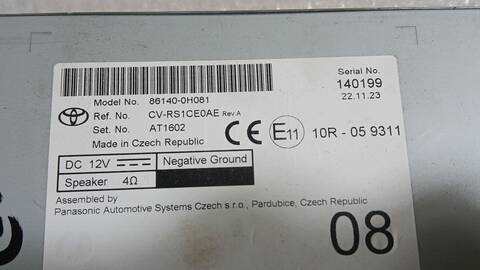 Model No. 86140-0H081
Ref. No. CV-RS1CE0AE Rev.A
Set. No. AT1602
Made in Czech Republic
Serial No.
140199
22.11.23
CE E11 10R - 05 9311
DC 12V Negative Ground
Speaker 4Ω
Assembled by
Panasonic Automotive Systems Czech s.r.o., Pardubice, Czech Republic
08